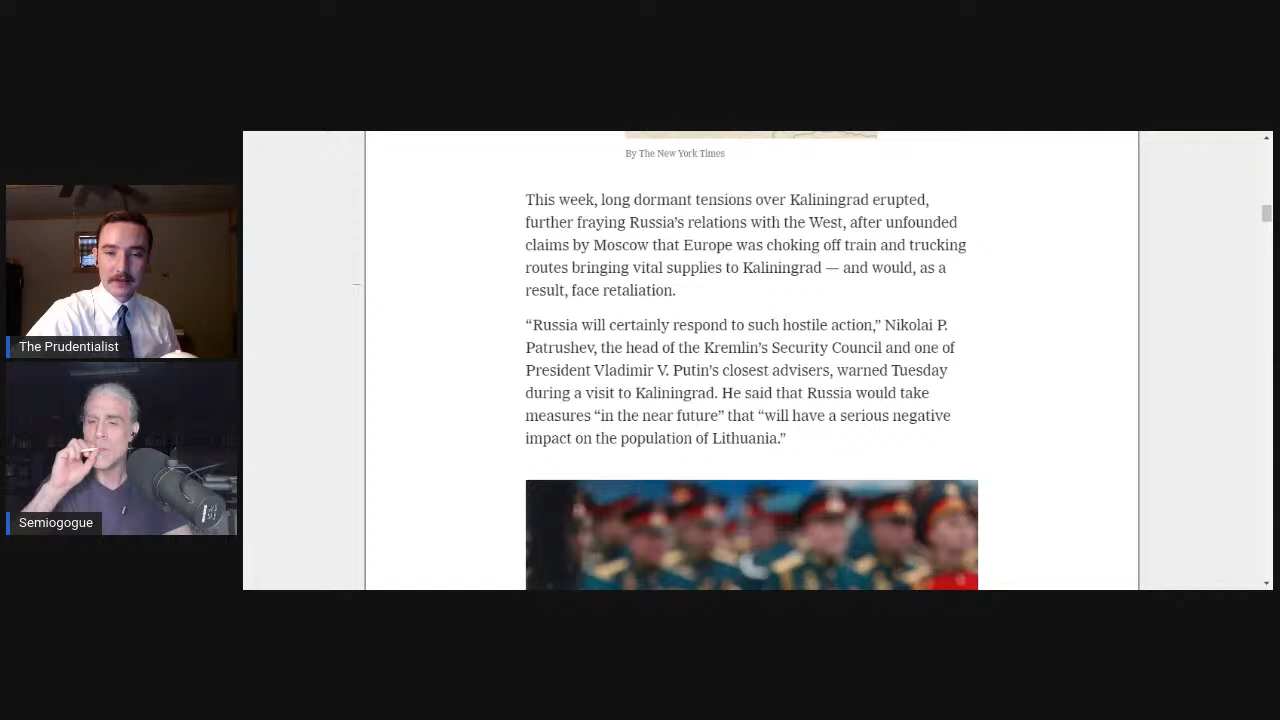 By The New York Times
This week, long dormant tensions over Kaliningrad erupted,
further fraying Russia’s relations with the West, after unfounded
claims by Moscow that Europe was choking off train and trucking
routes bringing vital supplies to Kaliningrad — and would, as a
result, face retaliation.
“Russia will certainly respond to such hostile action,” Nikolai P.
Patrushev, the head of the Kremlin’s Security Council and one of
President Vladimir V. Putin’s closest advisers, warned Tuesday
during a visit to Kaliningrad. He said that Russia would take
measures “in the near future” that “will have a serious negative
impact on the population of Lithuania.”
The Prudentialist
Semiogogue